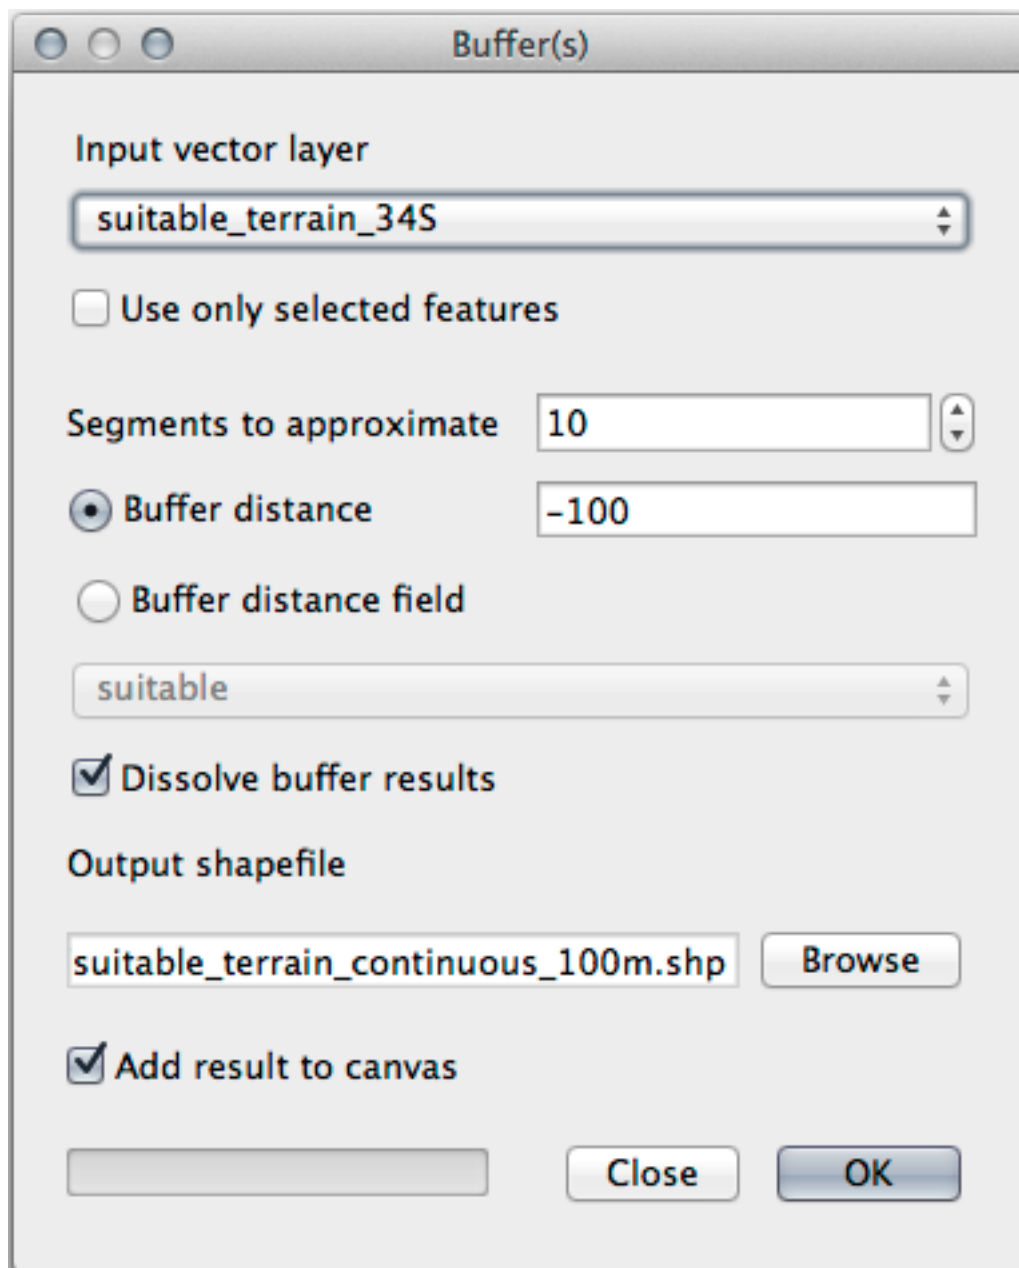 Buffer(s)
Input vector layer
suitable_terrain_34S
Use only selected features
Segments to approximate 10
Buffer distance -100
Buffer distance field
suitable
Dissolve buffer results
Output shapefile
suitable_terrain_continuous_100m.shp Browse
Add result to canvas
Close OK